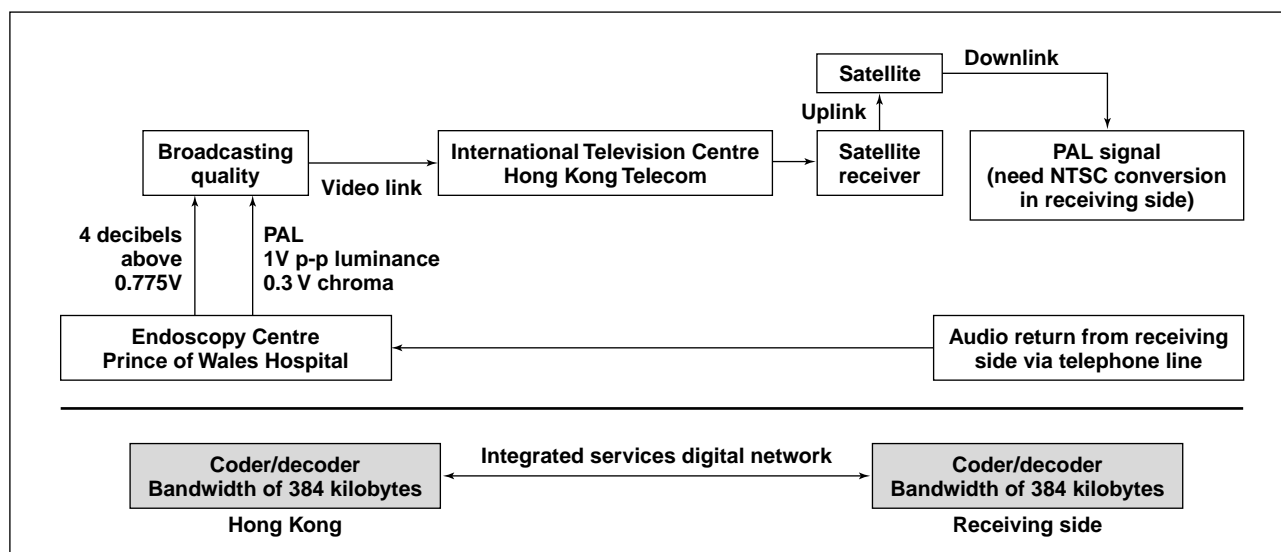 Satellite
Downlink
Uplink
Broadcasting
quality
Video link
International Television Centre
Hong Kong Telecom
Satellite
receiver
PAL signal
(need NTSC conversion
in receiving side)
4 decibels
above
0.775V
PAL
1V p-p luminance
0.3 V chroma
Endoscopy Centre
Prince of Wales Hospital
Audio return from receiving
side via telephone line
Coder/decoder
Bandwidth of 384 kilobytes
Hong Kong
Integrated services digital network
Coder/decoder
Bandwidth of 384 kilobytes
Receiving side